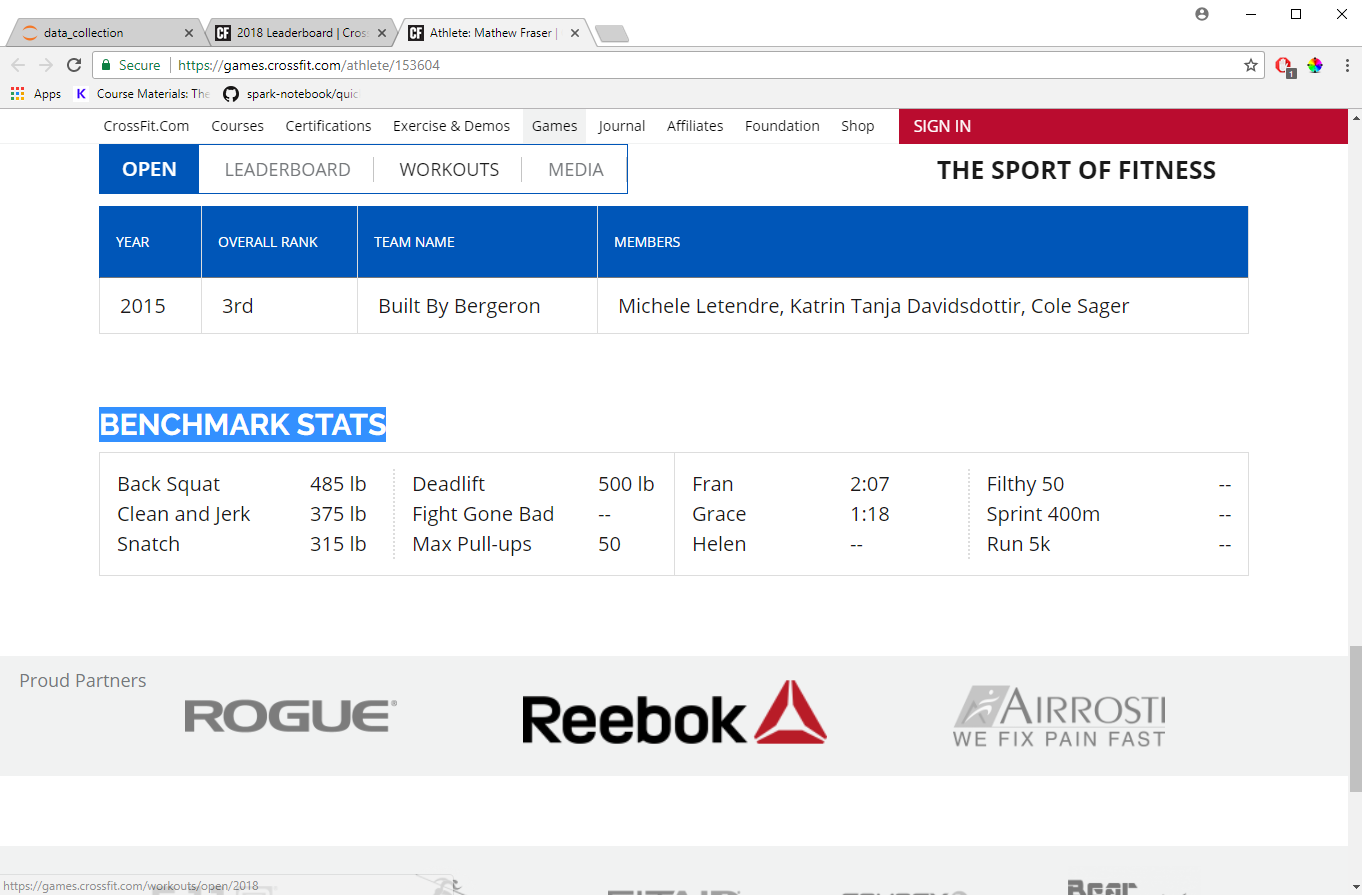 data_collection
2018 Leaderboard | Cros
Athlete: Mathew Fraser |
Secure https://games.crossfit.com/athlete/153604
1
Apps K Course Materials: The spark-notebook/quic
CrossFit.Com Courses Certifications Exercise & Demos Games Journal Affiliates Foundation Shop SIGN IN
OPEN LEADERBOARD WORKOUTS MEDIA THE SPORT OF FITNESS
YEAR OVERALL RANK TEAM NAME MEMBERS
2015 3rd Built By Bergeron Michele Letendre, Katrin Tanja Davidsdottir, Cole Sager
BENCHMARK STATS
Back Squat 485 lb Deadlift 500 lb Fran 2:07 Filthy 50 --
Clean and Jerk 375 lb Fight Gone Bad -- Grace 1:18 Sprint 400m --
Snatch 315 lb Max Pull-ups 50 Helen -- Run 5k --
Proud Partners
ROGUE®
Reebok
AIRROSTI
WE FIX PAIN FAST
https://games.crossfit.com/workouts/open/2018